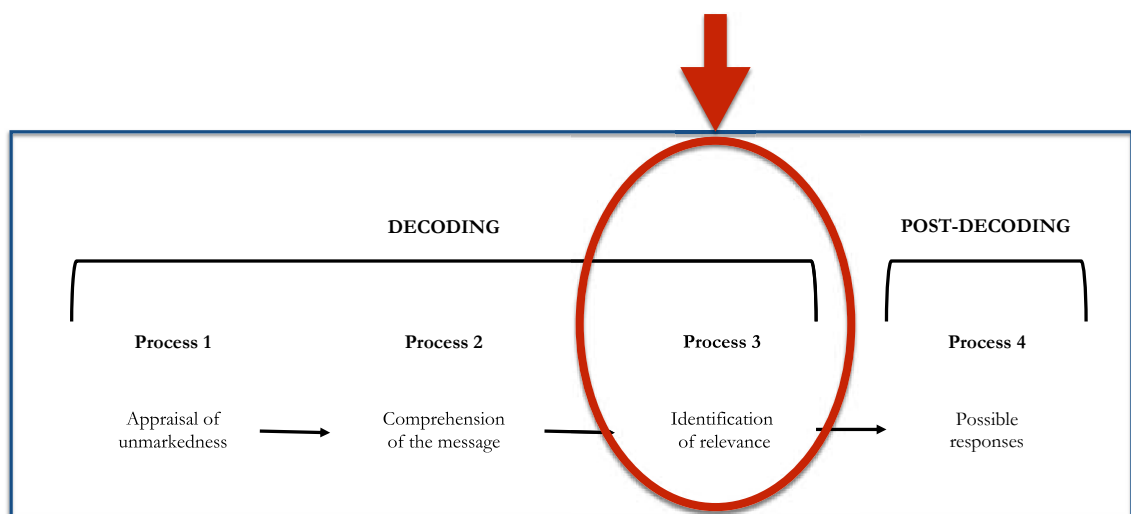 DECODING
POST-DECODING
Process 1
Process 2
Process 3
Process 4
Appraisal of
unmarkedness
Comprehension
of the message
Identification
of relevance
Possible
responses